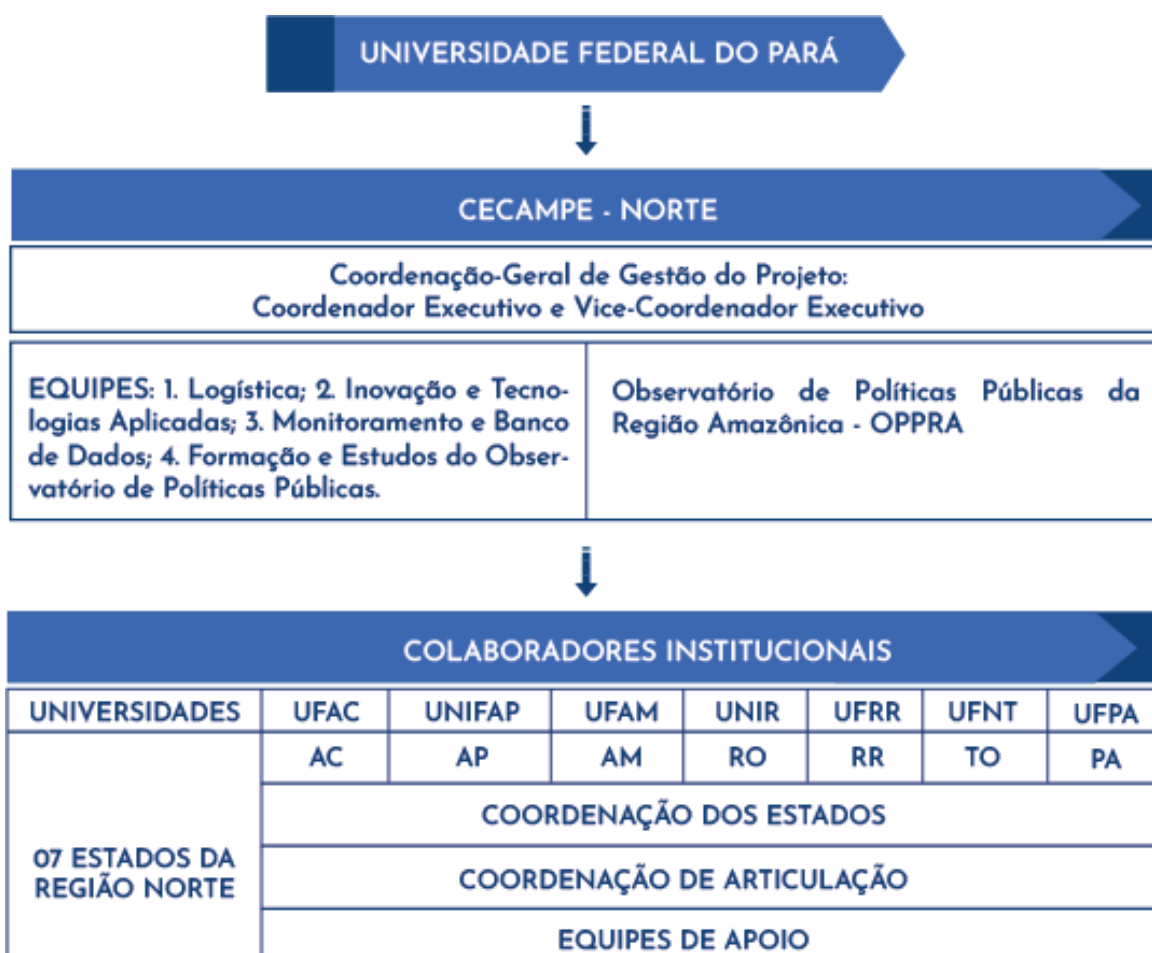 UNIVERSIDADE FEDERAL DO PARÁ
CECAMPE - NORTE
Coordenação-Geral de Gestão do Projeto:
Coordenador Executivo e Vice-Coordenador Executivo
EQUIPES: 1. Logística; 2. Inovação e Tecno-
logias Aplicadas; 3. Monitoramento e Banco
de Dados; 4. Formação e Estudos do Obser-
vatório de Políticas Públicas.
Observatório de Políticas Públicas da
Região Amazônica - OPPRA
COLABORADORES INSTITUCIONAIS
UNIVERSIDADES UFAC UNIFAP UFAM UNIR UFRR UFNT UFPA
AC AP AM RO RR TO PA
07 ESTADOS DA
REGIÃO NORTE
COORDENAÇÃO DOS ESTADOS
COORDENAÇÃO DE ARTICULAÇÃO
EQUIPES DE APOIO